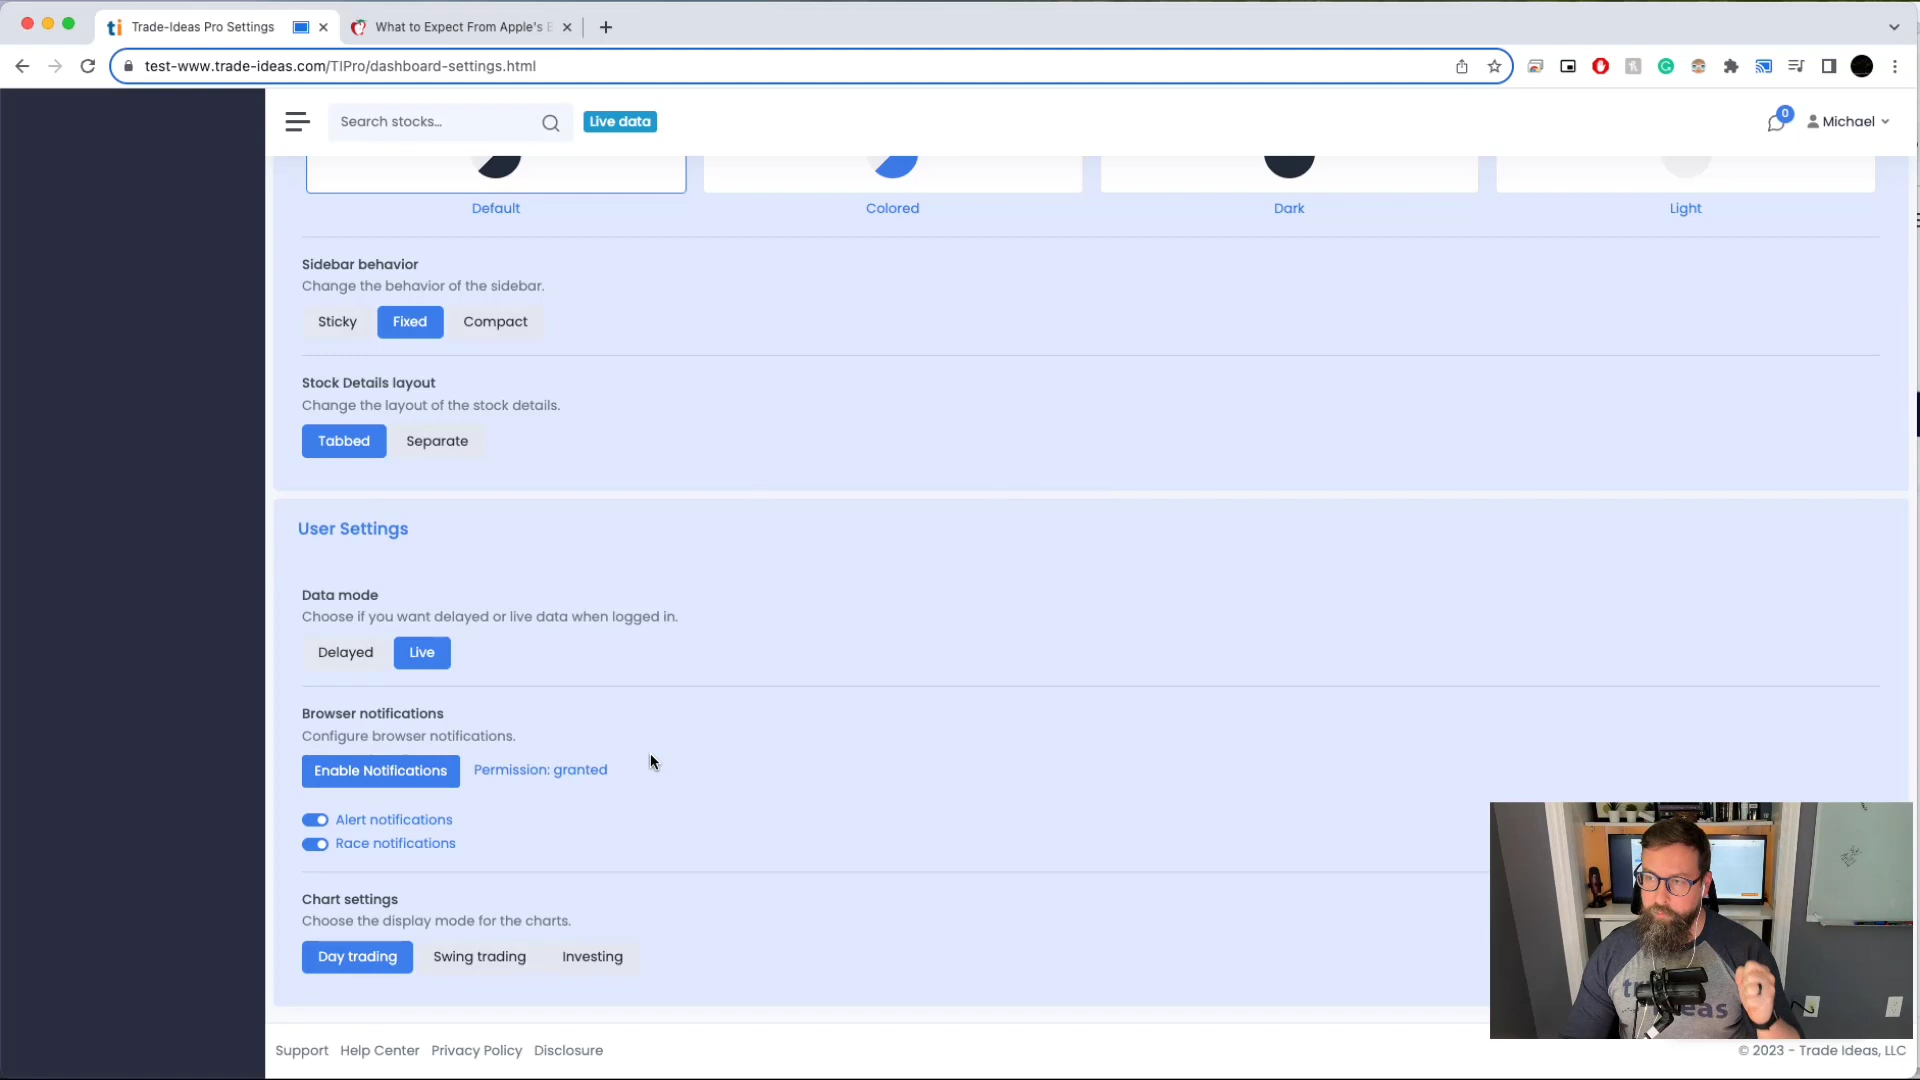 Trade-Ideas Pro Settings
What to Expect From Apple's E
test-www.trade-ideas.com/TIPro/dashboard-settings.html
Search stocks...
Live data
0
Michael
Default
Colored
Dark
Light
Sidebar behavior
Change the behavior of the sidebar.
Sticky
Fixed
Compact
Stock Details layout
Change the layout of the stock details.
Tabbed
Separate
User Settings
Data mode
Choose if you want delayed or live data when logged in.
Delayed
Live
Browser notifications
Configure browser notifications.
Enable Notifications
Permission: granted
Alert notifications
Race notifications
Chart settings
Choose the display mode for the charts.
Day trading
Swing trading
Investing
Support
Help Center
Privacy Policy
Disclosure
© 2023 - Trade Ideas, LLC